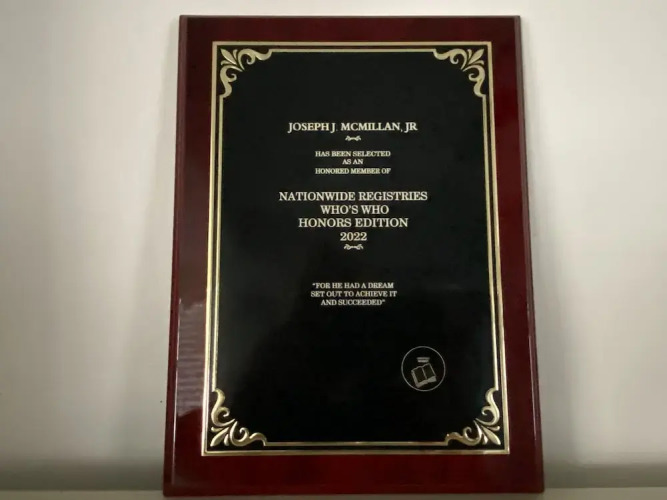 JOSEPH J. MCMILLAN, JR
HAS BEEN SELECTED
AS AN
HONORED MEMBER OF
NATIONWIDE REGISTRIES
WHO'S WHO
HONORS EDITION
2022
"FOR HE HAD A DREAM
SET OUT TO ACHIEVE IT
AND SUCCEEDED"